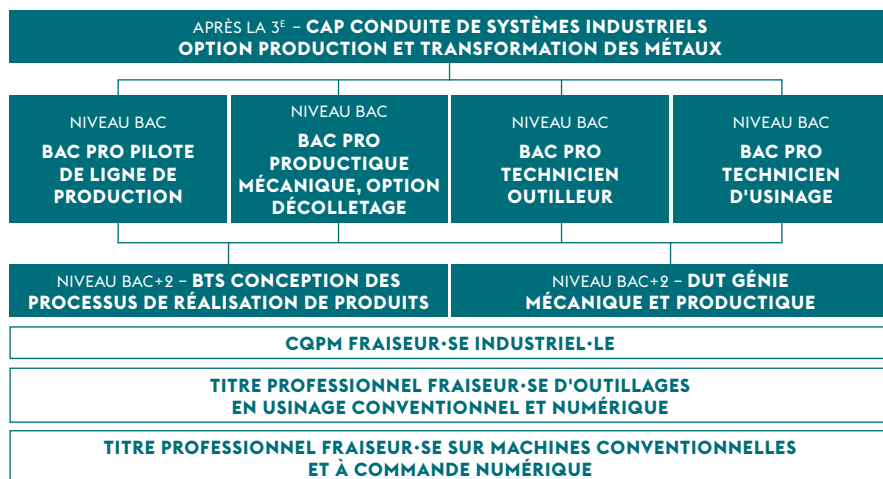 APRÈS LA 3ᴱ – CAP CONDUITE DE SYSTÈMES INDUSTRIELS
OPTION PRODUCTION ET TRANSFORMATION DES MÉTAUX
NIVEAU BAC
BAC PRO PILOTE
DE LIGNE DE
PRODUCTION
NIVEAU BAC
BAC PRO
PRODUCTIQUE
MÉCANIQUE, OPTION
DÉCOLLETAGE
NIVEAU BAC
BAC PRO
TECHNICIEN
OUTILLEUR
NIVEAU BAC
BAC PRO
TECHNICIEN
D'USINAGE
NIVEAU BAC+2 – BTS CONCEPTION DES
PROCESSUS DE RÉALISATION DE PRODUITS
NIVEAU BAC+2 – DUT GÉNIE
MÉCANIQUE ET PRODUCTIQUE
CQPM FRAISEUR·SE INDUSTRIEL·LE
TITRE PROFESSIONNEL FRAISEUR·SE D'OUTILLAGES
EN USINAGE CONVENTIONNEL ET NUMÉRIQUE
TITRE PROFESSIONNEL FRAISEUR·SE SUR MACHINES CONVENTIONNELLES
ET À COMMANDE NUMÉRIQUE